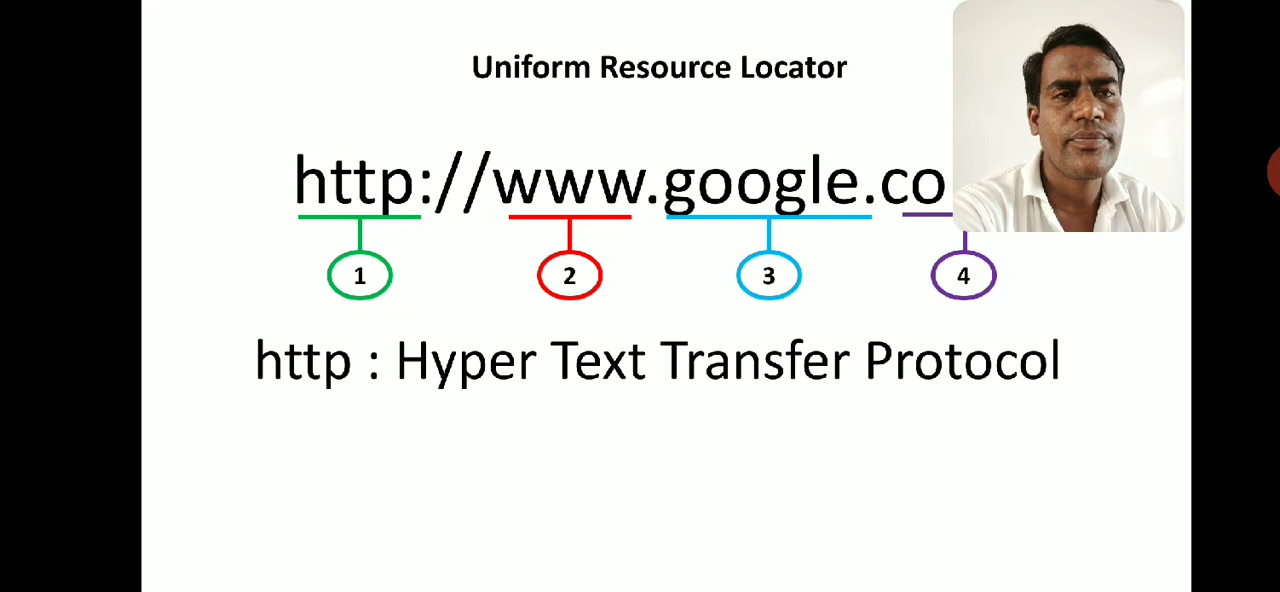 Uniform Resource Locator
http://www.google.co
1 2 3 4
http : Hyper Text Transfer Protocol